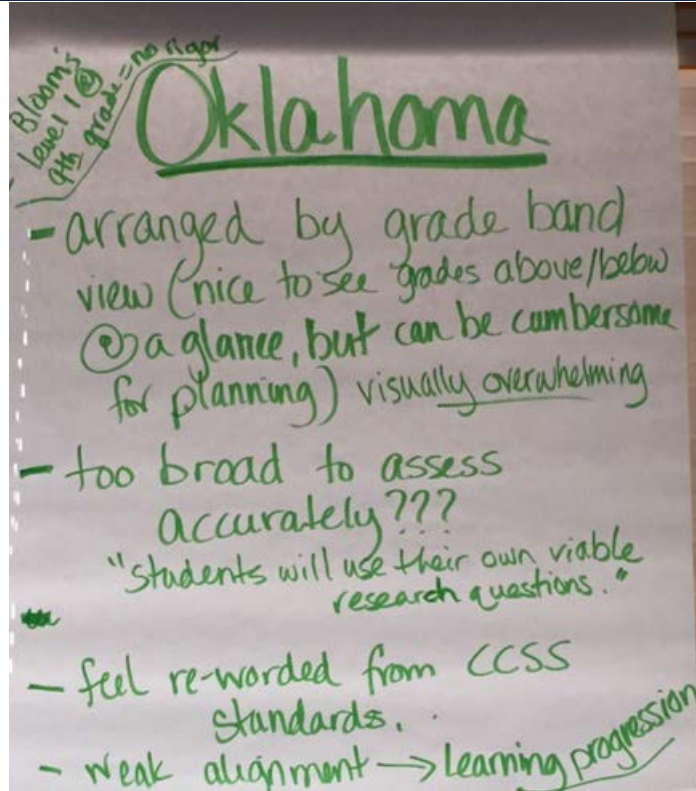 Blooms'
level 1 @
9th grade = no rigor
Oklahoma
- arranged by grade band
view (nice to see grades above/below
@ a glance, but can be cumbersome
for planning) visually overwhelming
- too broad to assess
accurately???
"Students will use their own viable
research questions."
- feel re-worded from CCSS
standards.
- weak alignment → Learning progression